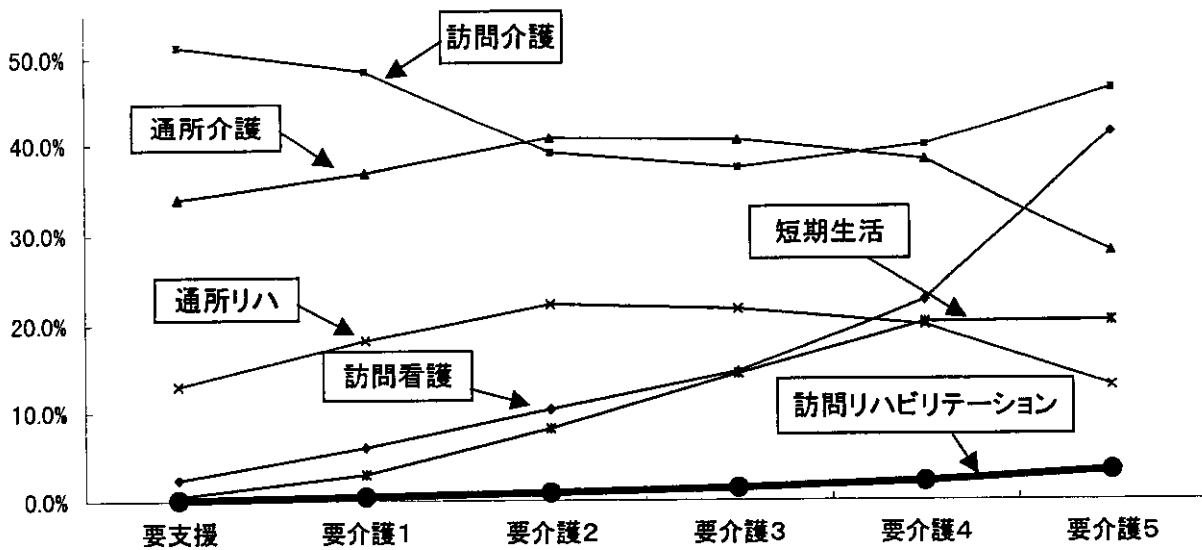 50.0%
40.0%
30.0%
20.0%
10.0%
0.0%
訪問介護
通所介護
短期生活
通所リハ
訪問看護
訪問リハビリテーション
要支援
要介護1
要介護2
要介護3
要介護4
要介護5